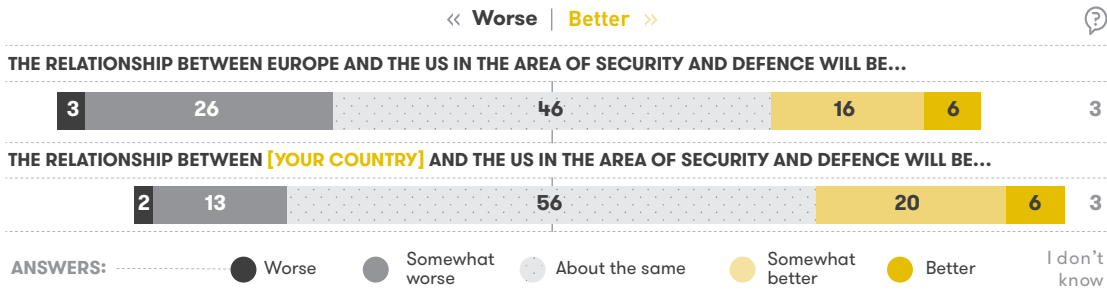 « Worse | Better »
?
THE RELATIONSHIP BETWEEN EUROPE AND THE US IN THE AREA OF SECURITY AND DEFENCE WILL BE...
3 26 46 16 6 3
THE RELATIONSHIP BETWEEN [YOUR COUNTRY] AND THE US IN THE AREA OF SECURITY AND DEFENCE WILL BE...
2 13 56 20 6 3
ANSWERS:
Worse
Somewhat
worse
About the same
Somewhat
better
Better
I don't
know